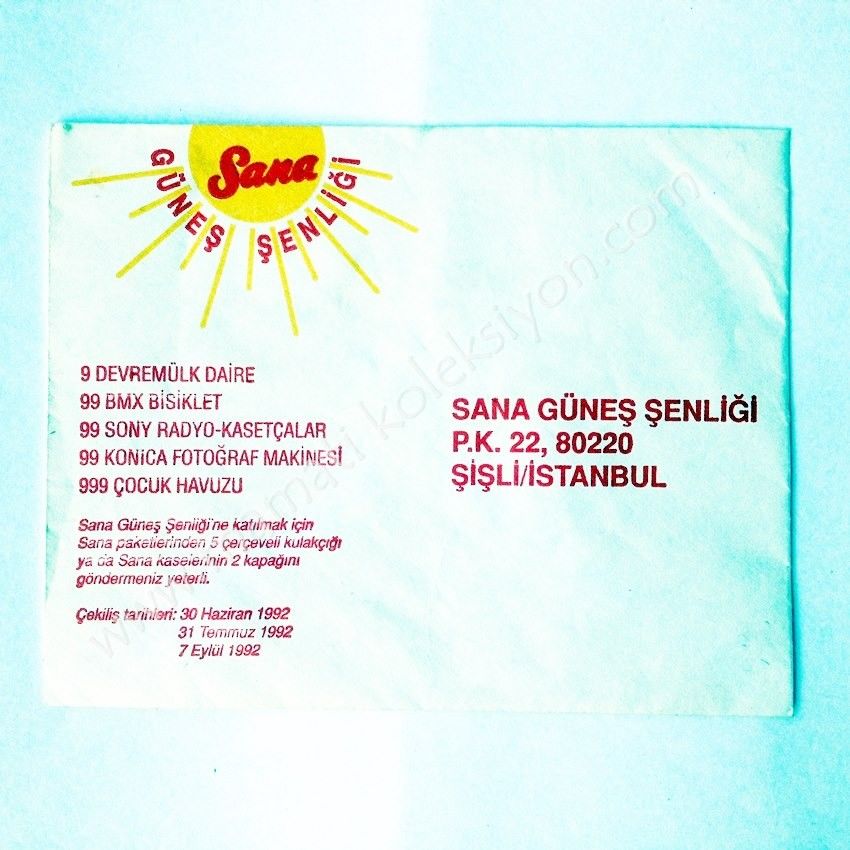 Sana
GÜNEŞ ŞENLİĞİ
9 DEVREMÜLK DAİRE
99 BMX BİSİKLET
99 SONY RADYO-KASETÇALAR
99 KONİCA FOTOĞRAF MAKİNESİ
999 ÇOCUK HAVUZU
Sana Güneş Şenliği'ne katılmak için
Sana paketlerinden 5 çerçeveli kulakçığı
ya da Sana kaselerinin 2 kapağını
göndermeniz yeterli.
Çekiliş tarihleri: 30 Haziran 1992
31 Temmuz 1992
7 Eylül 1992
SANA GÜNEŞ ŞENLİĞİ
P.K. 22, 80220
ŞİŞLİ/İSTANBUL